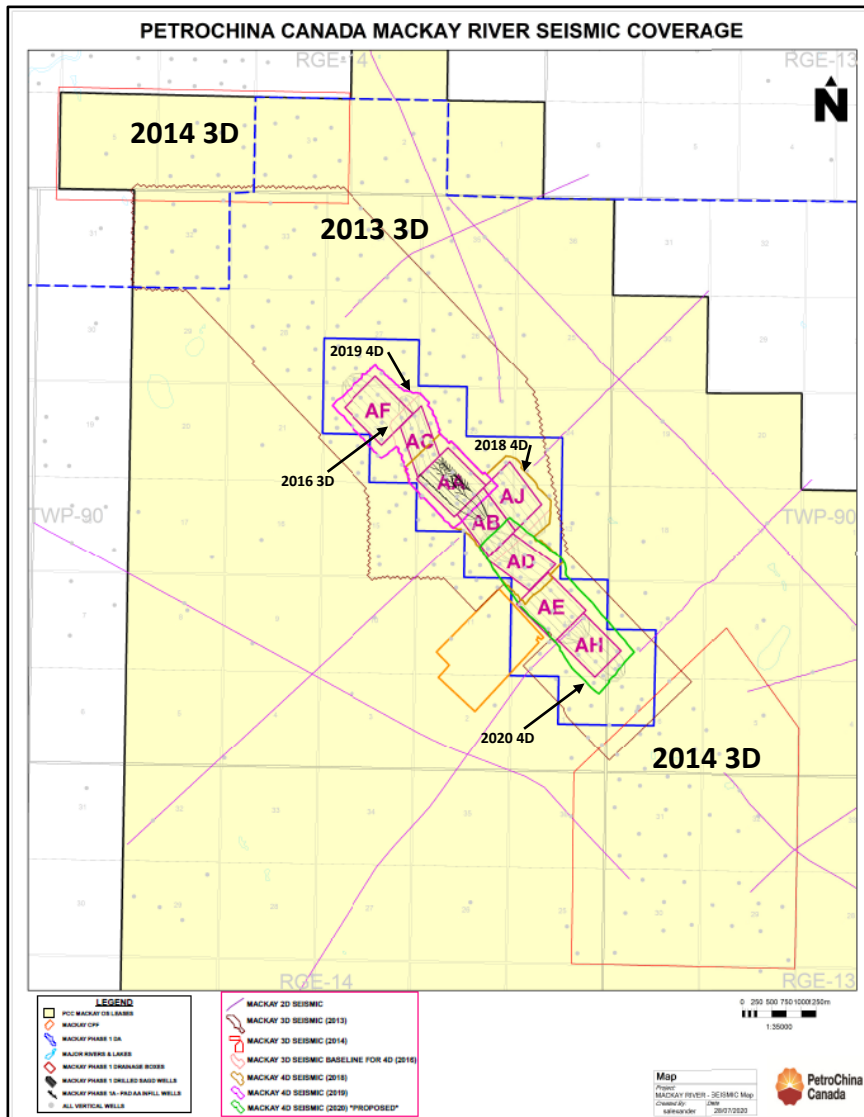 PETROCHINA CANADA MACKAY RIVER SEISMIC COVERAGE
RGE-14
RGE-13
N
2014 3D
2013 3D
2019 4D
AF
AC
2016 3D
2018 4D
AA
AJ
TWP-90
TWP-90
AB
AD
AE
AH
2020 4D
2014 3D
RGE-14
RGE-13
LEGEND
PCC MACKAY OS LEASES
MACKAY CPF
MACKAY PHASE 1 DA
MAJOR RIVERS & LAKES
MACKAY PHASE 1 DRAINAGE BOXES
MACKAY PHASE 1 DRILLED SAGD WELLS
MACKAY PHASE 1A - PAD AA INFILL WELLS
ALL VERTICAL WELLS
MACKAY 2D SEISMIC
MACKAY 3D SEISMIC (2013)
MACKAY 3D SEISMIC (2014)
MACKAY 3D SEISMIC BASELINE FOR 4D (2016)
MACKAY 4D SEISMIC (2018)
MACKAY 4D SEISMIC (2019)
MACKAY 4D SEISMIC (2020) "PROPOSED"
0 250 500 750 1000 1250m
1:35000
Map
Project
MACKAY RIVER - SEISMIC Map
Created By: Date
salexander 28/07/2020
PetroChina
Canada